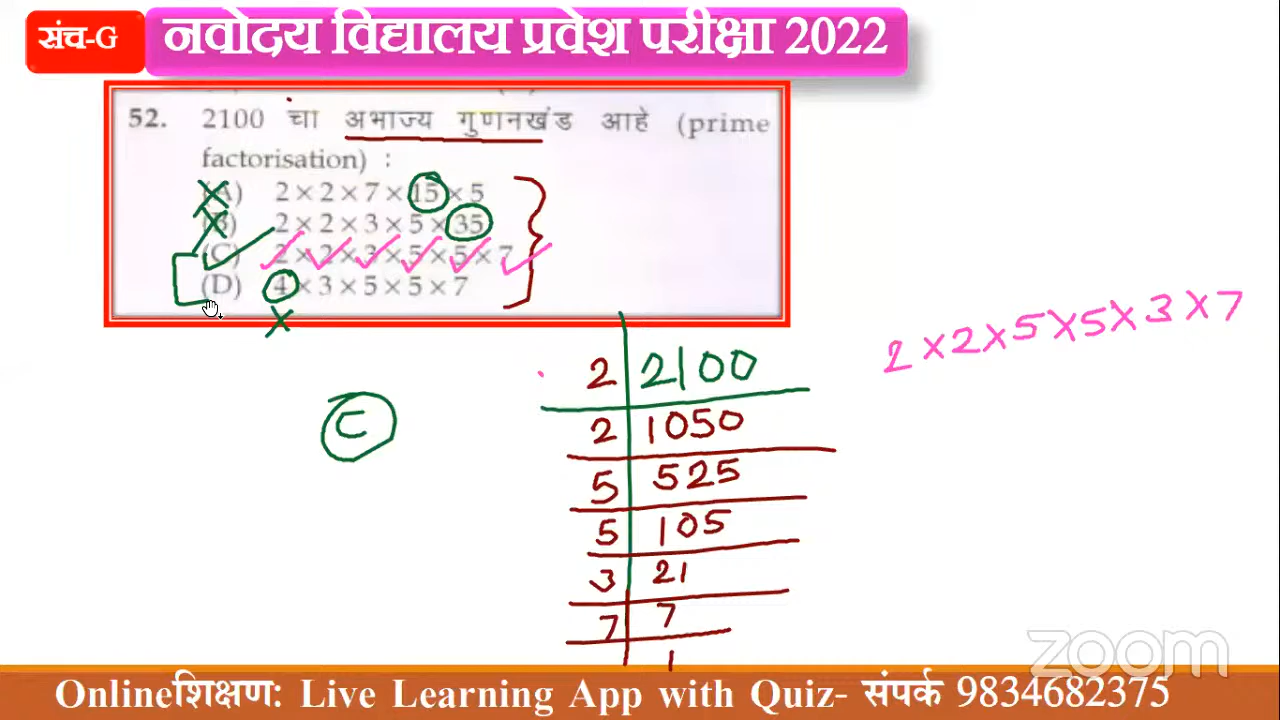 संच-G
नवोदय विद्यालय प्रवेश परीक्षा 2022
52. 2100 चा अभाज्य गुणनखंड आहे (prime
factorisation) :
(A) 2 × 2 × 7 × 15 × 5
(B) 2 × 2 × 3 × 5 × 35
(C) 2 × 2 × 3 × 5 × 5 × 7
(D) 4 × 3 × 5 × 5 × 7
2×2×5×5×3×7
C
2 2100
2 1050
5 525
5 105
3 21
7 7
1
zoom
Onlineशिक्षण: Live Learning App with Quiz- संपर्क 9834682375